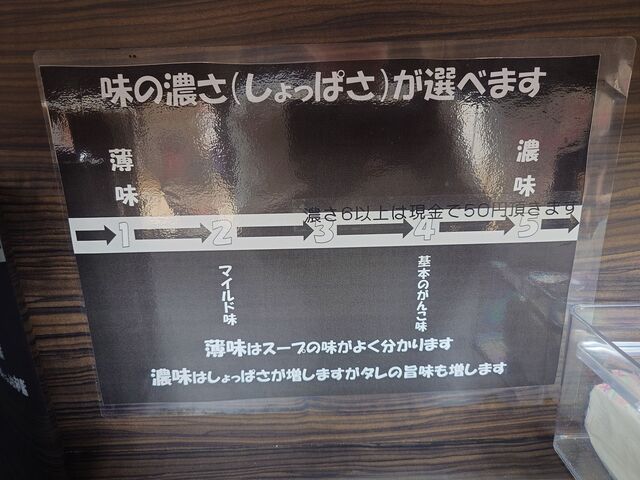 味の濃さ(しょっぱさ)が選べます
薄味
濃味
濃さ6以上は現金で50円頂きます
1 2 3 4 5
マイルド味
基本のがんこ味
薄味はスープの味がよく分かります
濃味はしょっぱさが増しますがタレの旨味も増します